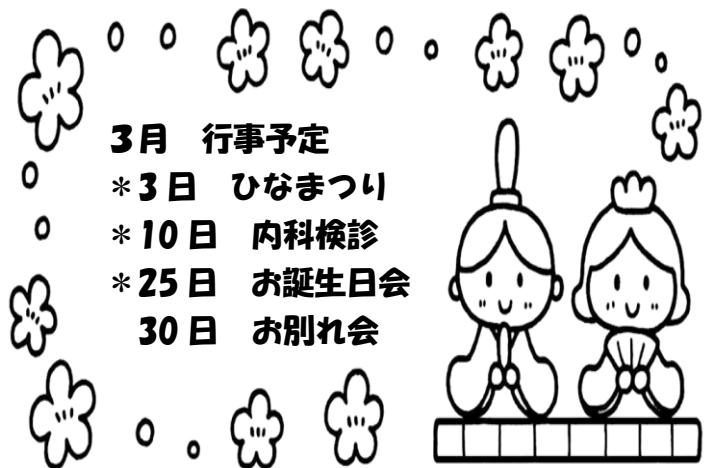 3月　行事予定
＊3日　ひなまつり
＊10日　内科検診
＊25日　お誕生日会
30日　お別れ会